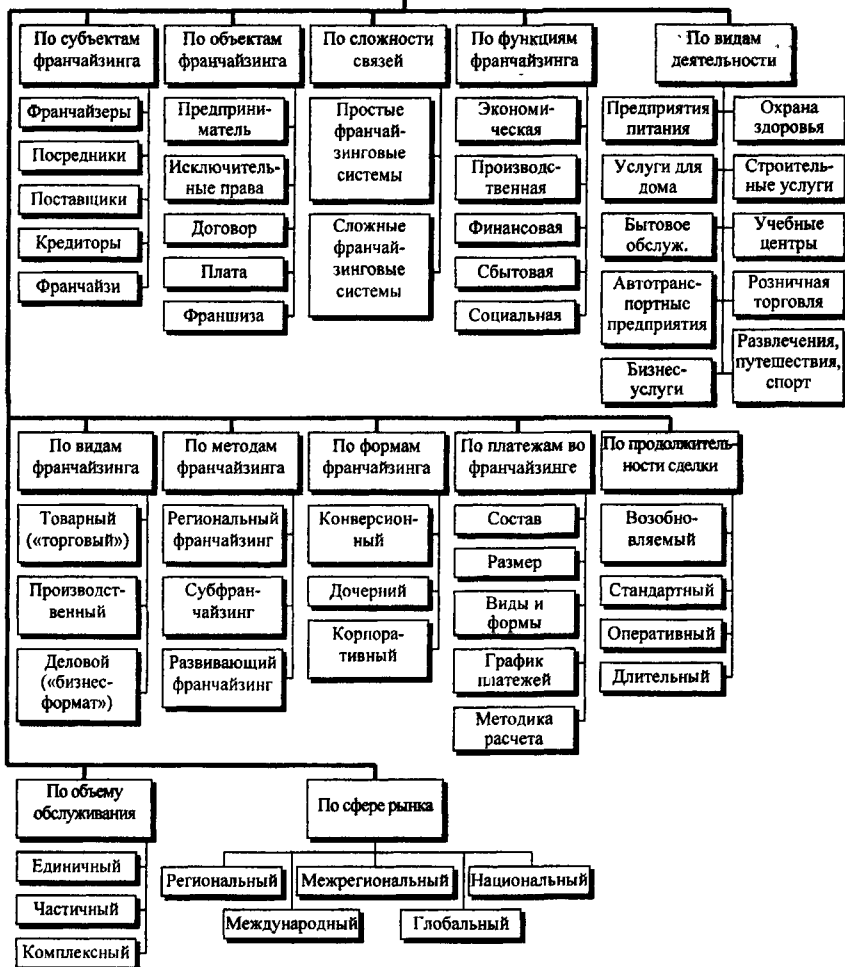 По субъектам
франчайзинга
Франчайзеры
Посредники
Поставщики
Кредиторы
Франчайзи
По объектам
франчайзинга
Предприни-
матель
Исключитель-
ные права
Договор
Плата
Франшиза
По сложности
связей
Простые
франчай-
зинговые
системы
Сложные
франчай-
зинговые
системы
По функциям
франчайзинга
Экономи-
ческая
Производс-
твенная
Финансовая
Сбытовая
Социальная
По видам
деятельности
Предприятия
питания
Услуги для
дома
Бытовое
обслуж.
Автотранс-
портные
предприятия
Бизнес-
услуги
Охрана
здоровья
Строитель-
ные услуги
Учебные
центры
Розничная
торговля
Развлечения,
путешествия,
спорт
По видам
франчайзинга
Товарный
(«торговый»)
Производст-
венный
Деловой
(«бизнес-
формат»)
По методам
франчайзинга
Региональный
франчайзинг
Субфран-
чайзинг
Развивающий
франчайзинг
По формам
франчайзинга
Конверсион-
ный
Дочерний
Корпора-
тивный
По платежам во
франчайзинге
Состав
Размер
Виды и
формы
График
платежей
Методика
расчета
По продолжитель-
ности сделки
Возобно-
вляемый
Стандартный
Оперативный
Длительный
По объему
обслуживания
Единичный
Частичный
Комплексный
По сфере рынка
Региональный
Межрегиональный
Национальный
Международный
Глобальный